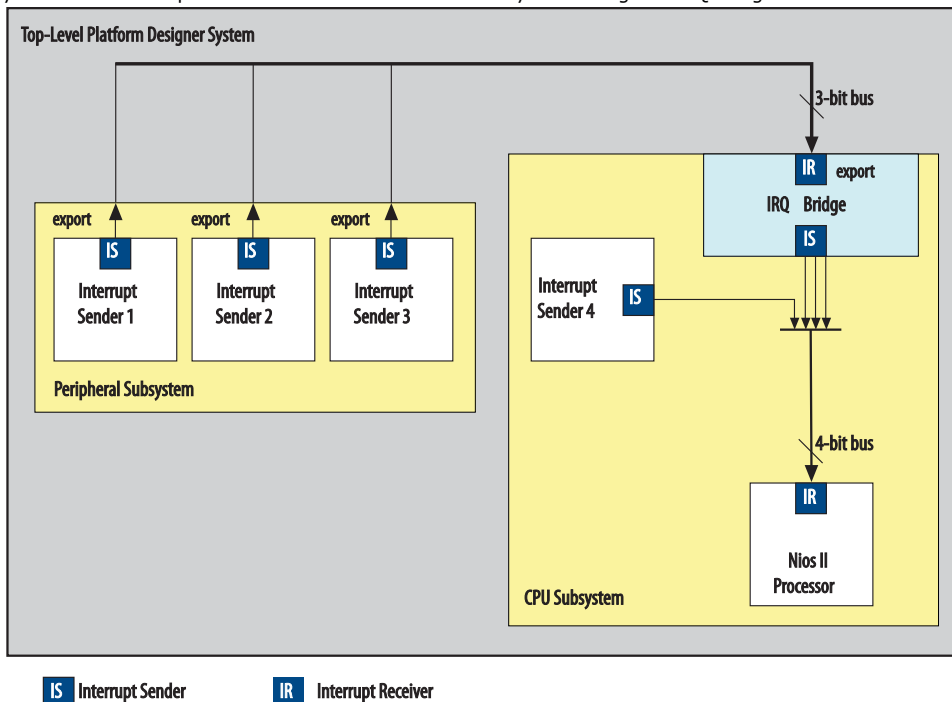 Top-Level Platform Designer System
3-bit bus
IR export
IRQ Bridge
IS
export export export
IS IS IS
Interrupt
Sender 1
Interrupt
Sender 2
Interrupt
Sender 3
Interrupt
Sender 4
IS
Peripheral Subsystem
4-bit bus
IR
Nios II
Processor
CPU Subsystem
IS Interrupt Sender IR Interrupt Receiver